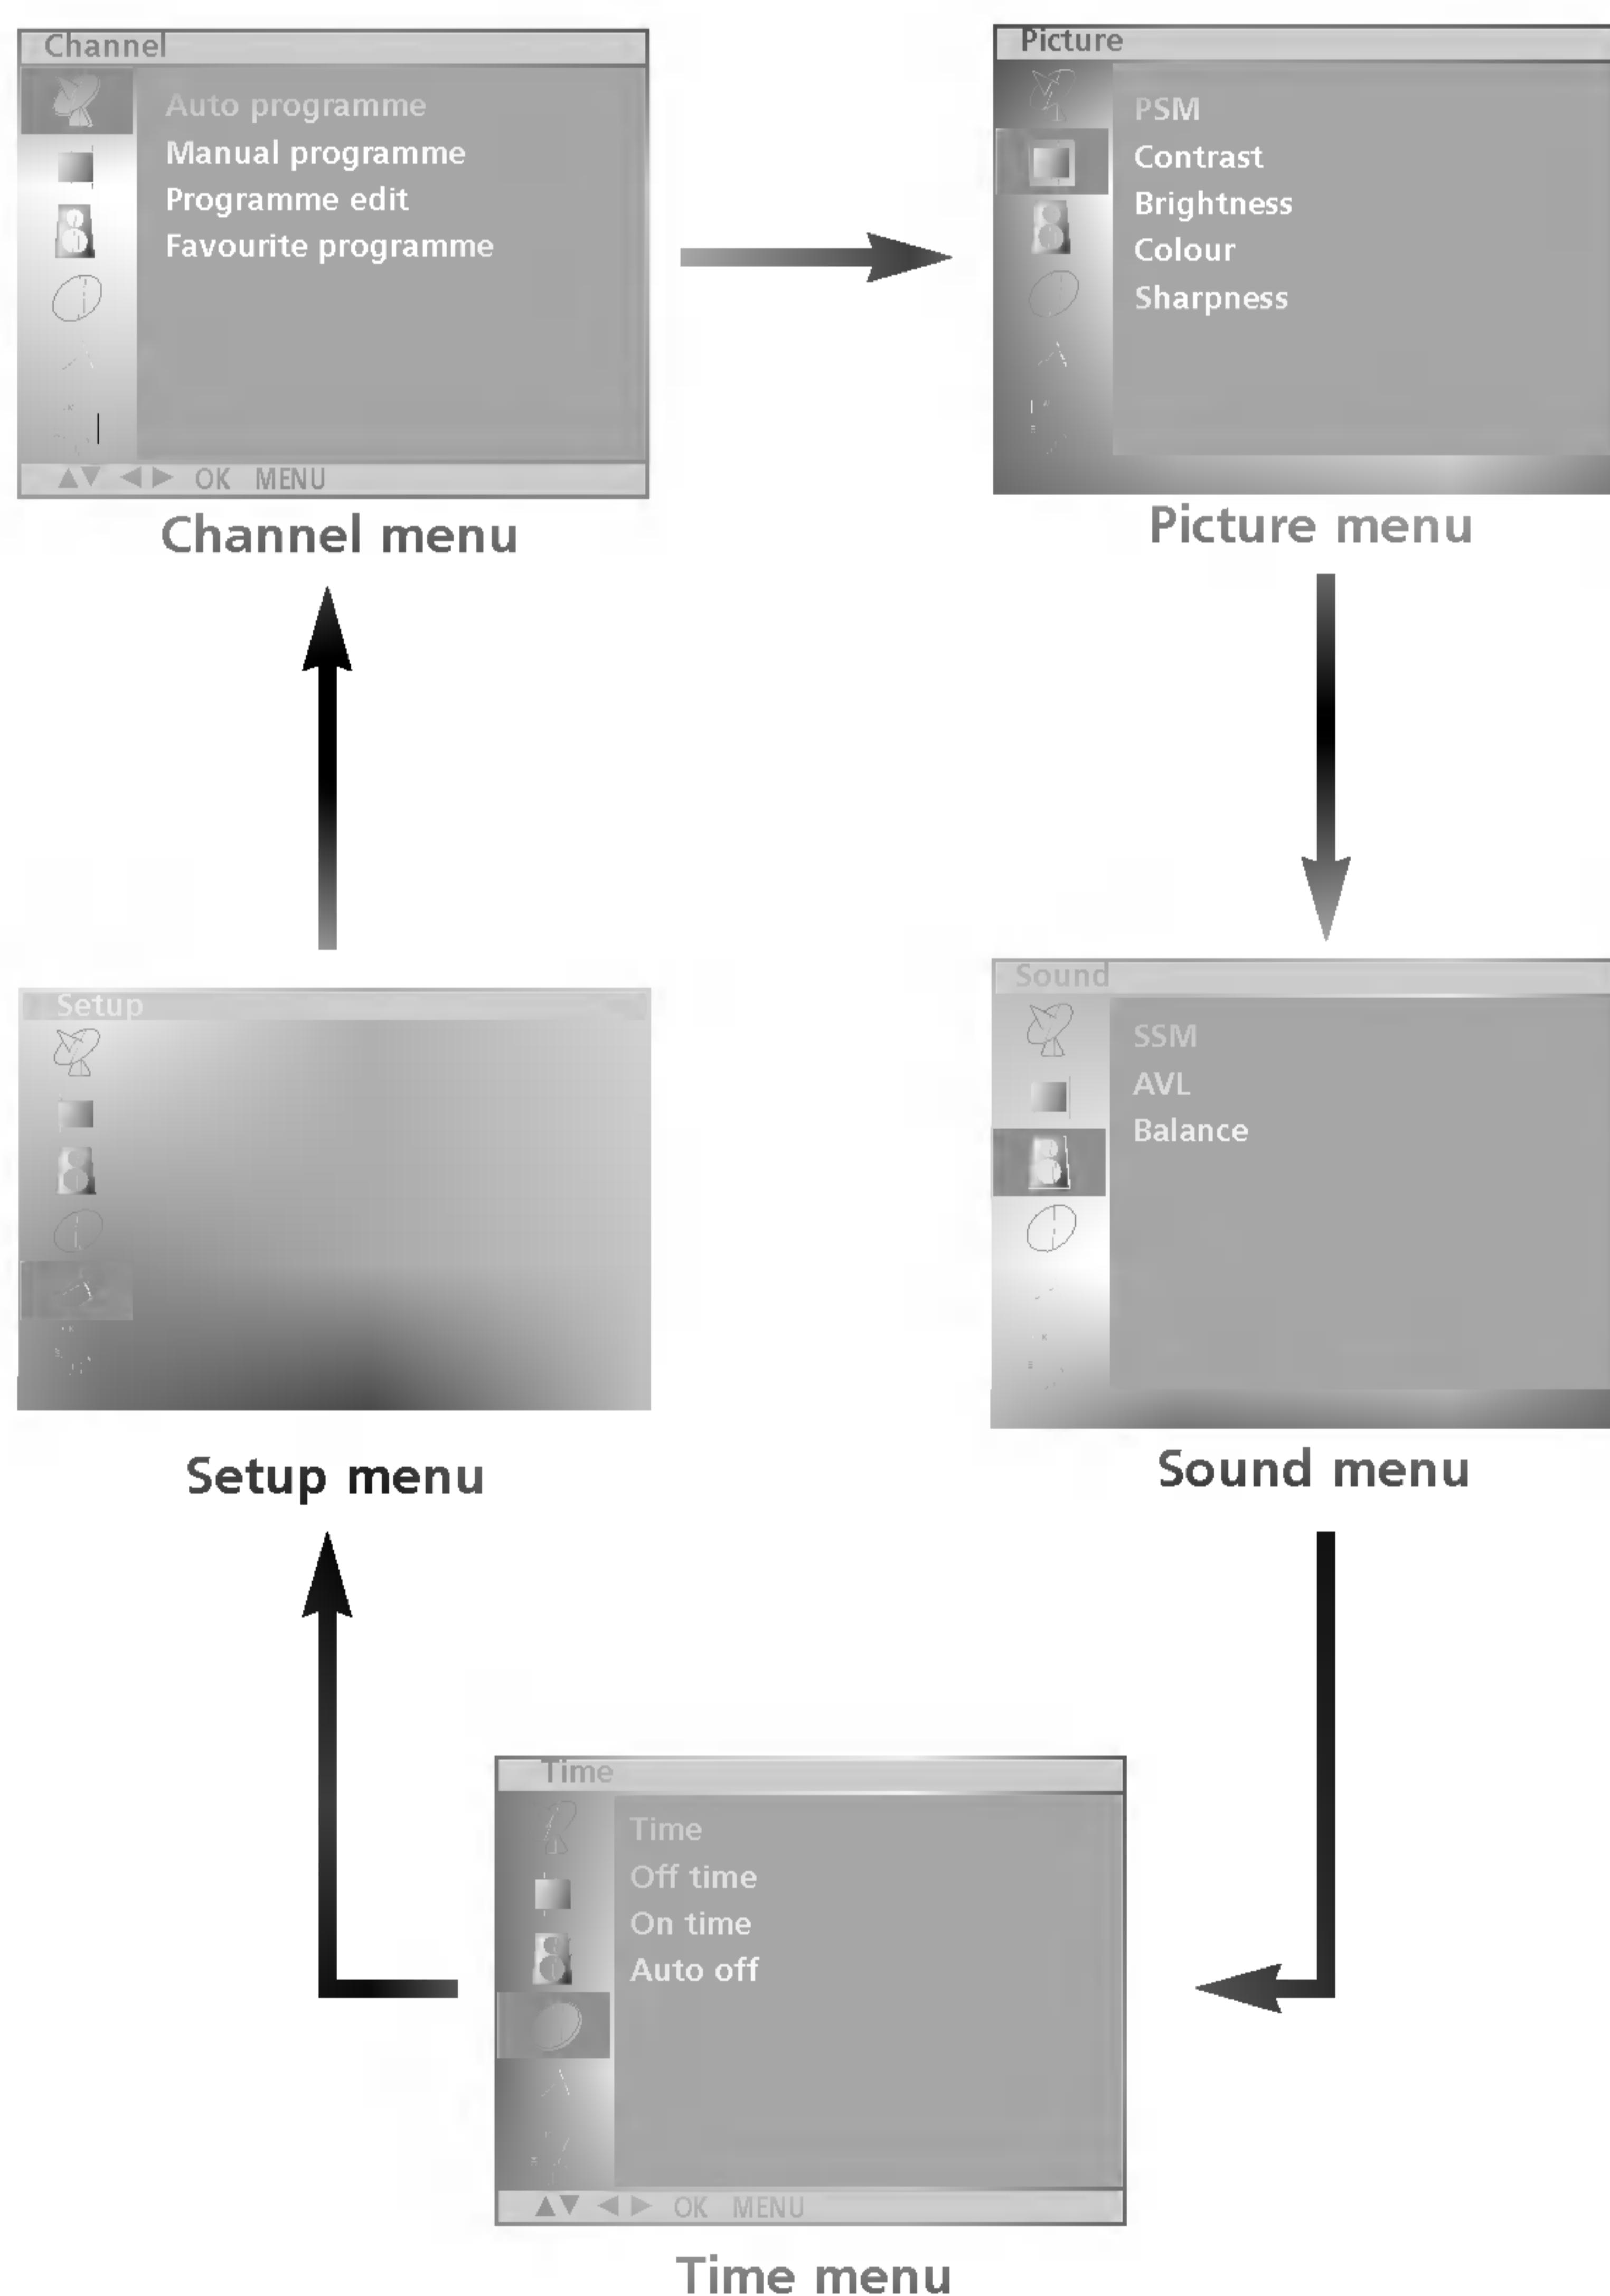 Channel
Auto programme
Manual programme
Programme edit
Favourite programme
▲▼ ◀▶ OK MENU
Channel menu
Picture
PSM
Contrast
Brightness
Colour
Sharpness
Picture menu
Setup
Setup menu
Sound
SSM
AVL
Balance
Sound menu
Time
Time
Off time
On time
Auto off
▲▼ ◀▶ OK MENU
Time menu